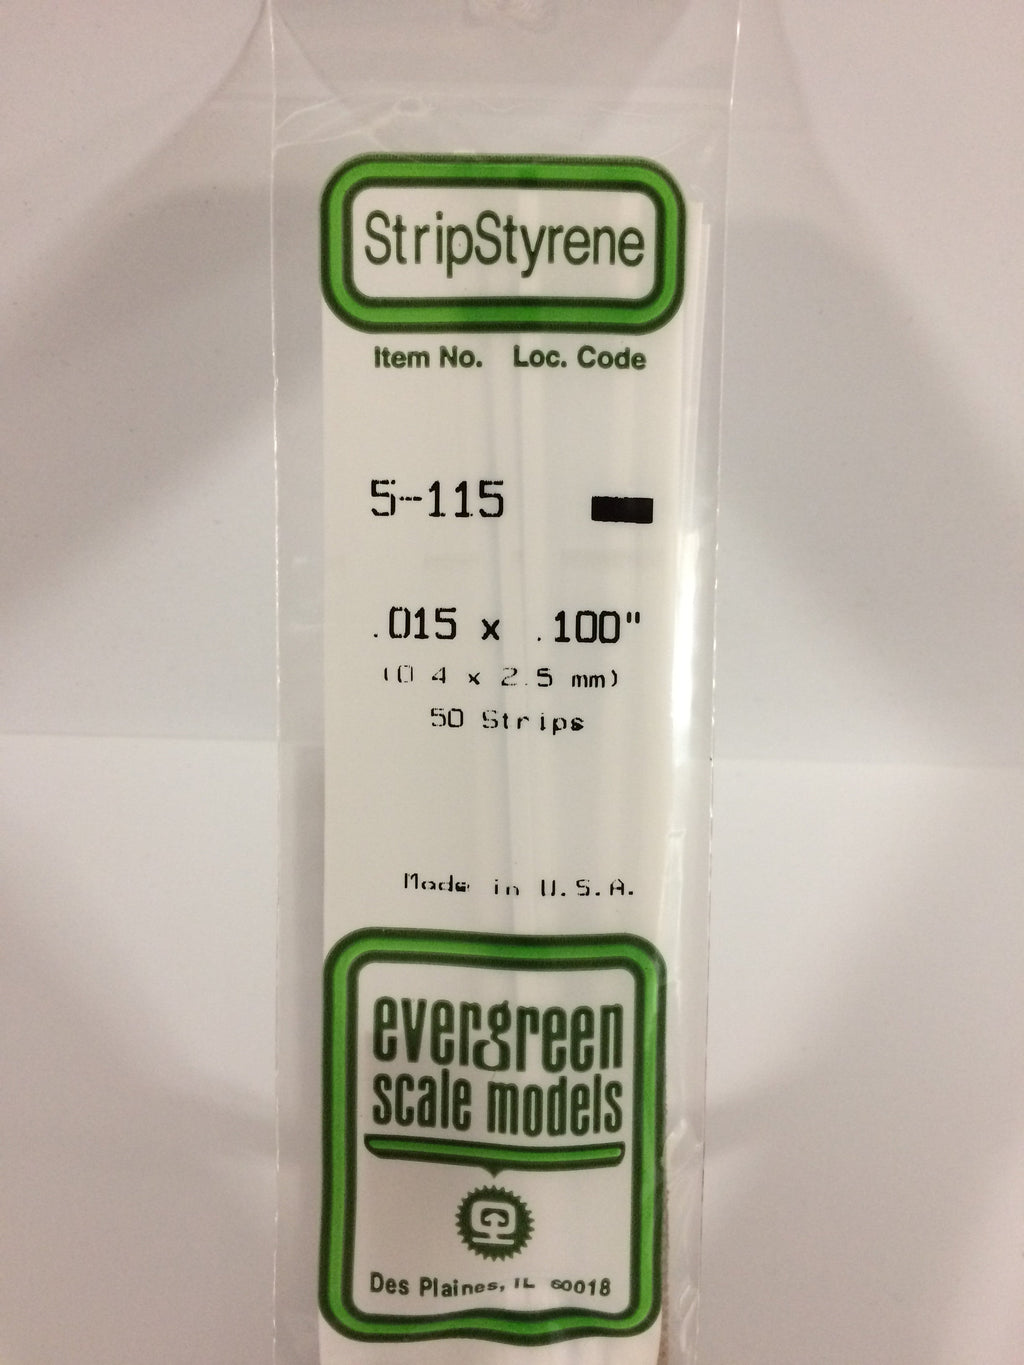 StripStyrene
Item No. Loc. Code
5-115
.015 x .100"
(0.4 x 2.5 mm)
50 Strips
Made in U.S.A.
evergreen
scale models
Des Plaines, IL 60018